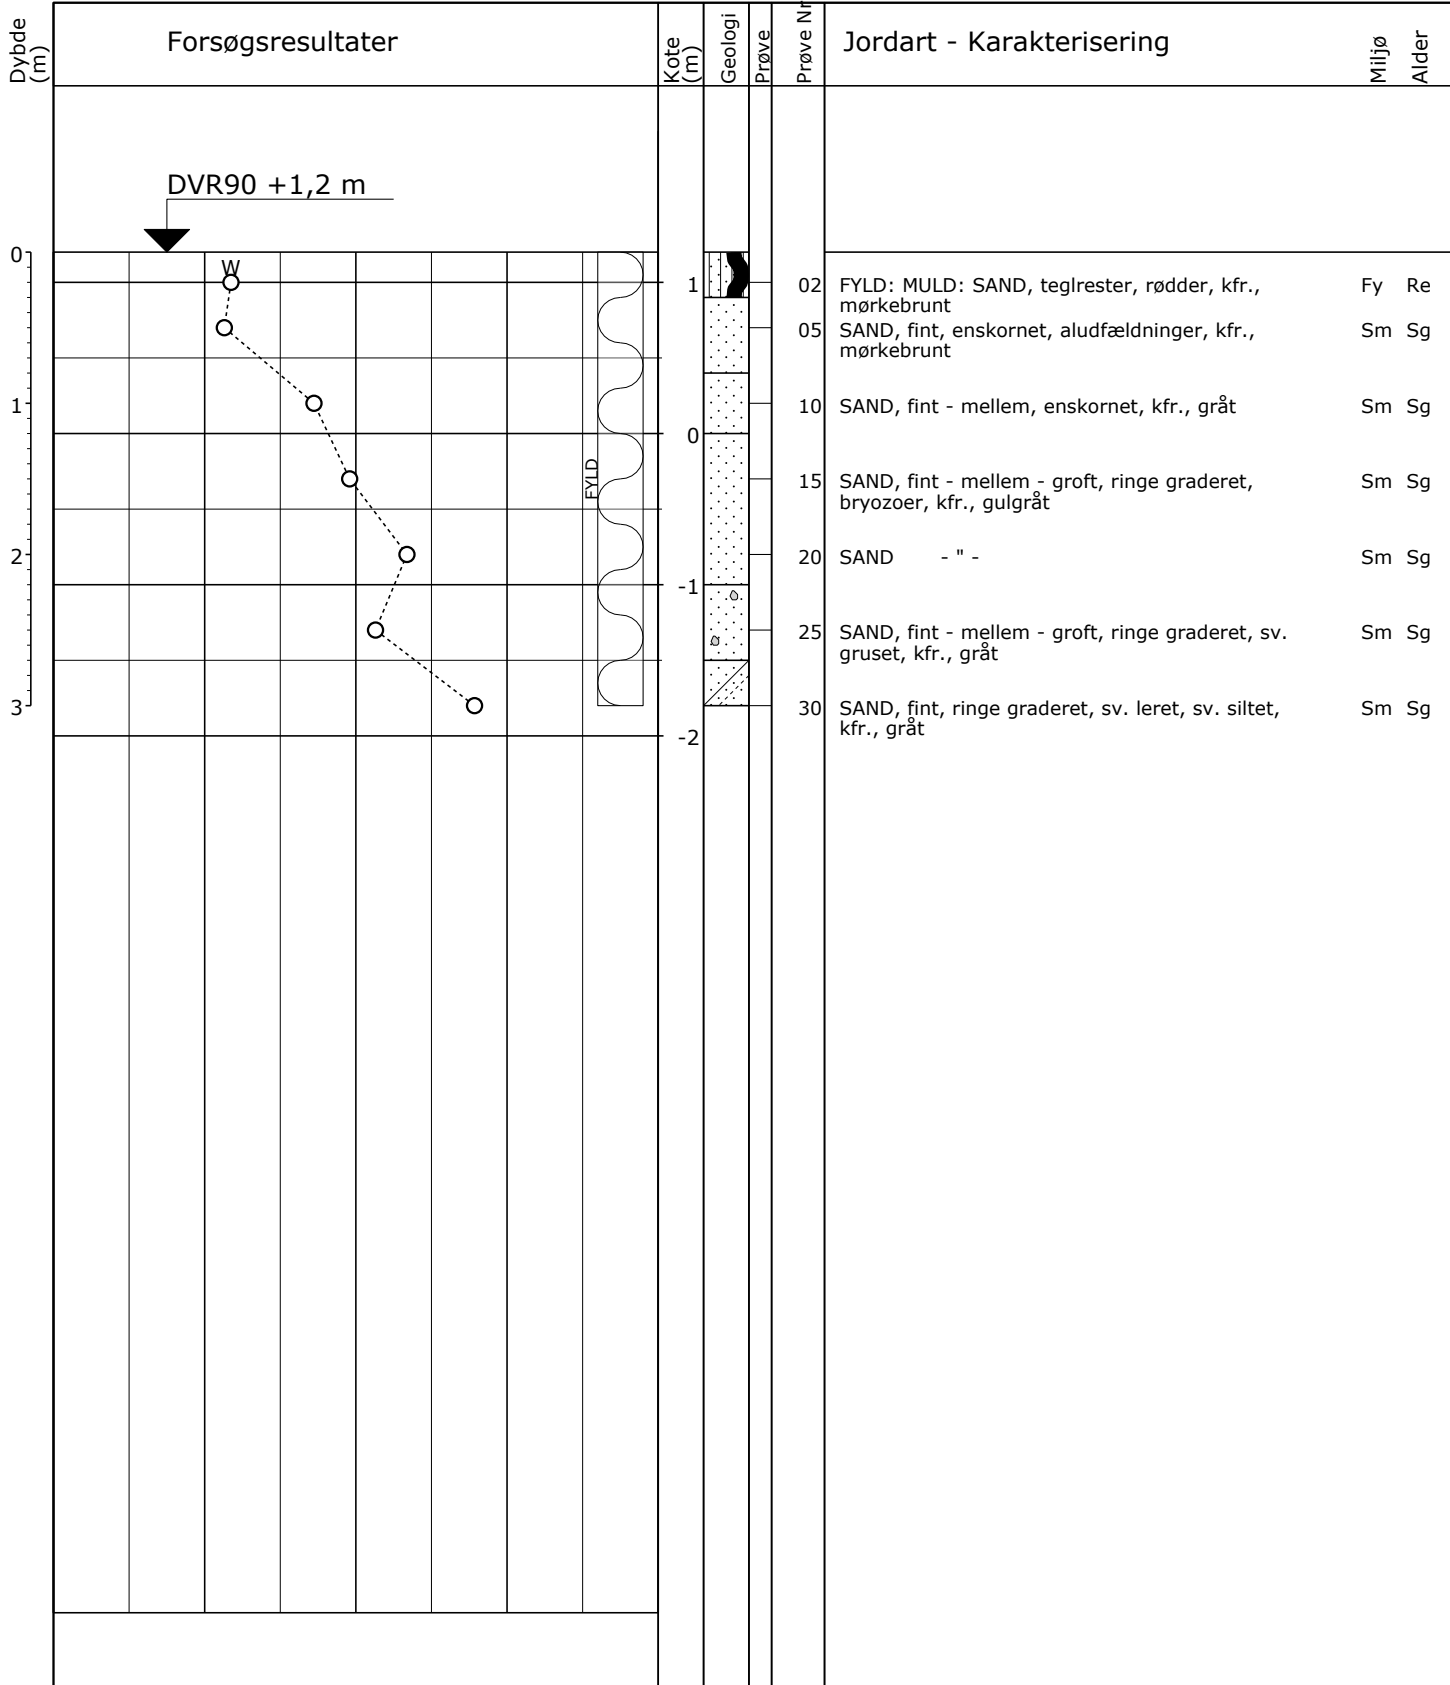 Dybde
(m)
Forsøgsresultater
Kote
(m)
Geologi
Prøve
Prøve Nr
Jordart - Karakterisering
Miljø
Alder
DVR90 +1,2 m
0
W
1
02
FYLD: MULD: SAND, teglrester, rødder, kfr.,
mørkebrunt
Fy Re
05
SAND, fint, enskornet, aludfældninger, kfr.,
mørkebrunt
Sm Sg
1
10
SAND, fint - mellem, enskornet, kfr., gråt
Sm Sg
0
FYLD
15
SAND, fint - mellem - groft, ringe graderet,
bryozoer, kfr., gulgråt
Sm Sg
2
20
SAND - " -
Sm Sg
-1
25
SAND, fint - mellem - groft, ringe graderet, sv.
gruset, kfr., gråt
Sm Sg
3
30
SAND, fint, ringe graderet, sv. leret, sv. siltet,
kfr., gråt
Sm Sg
-2